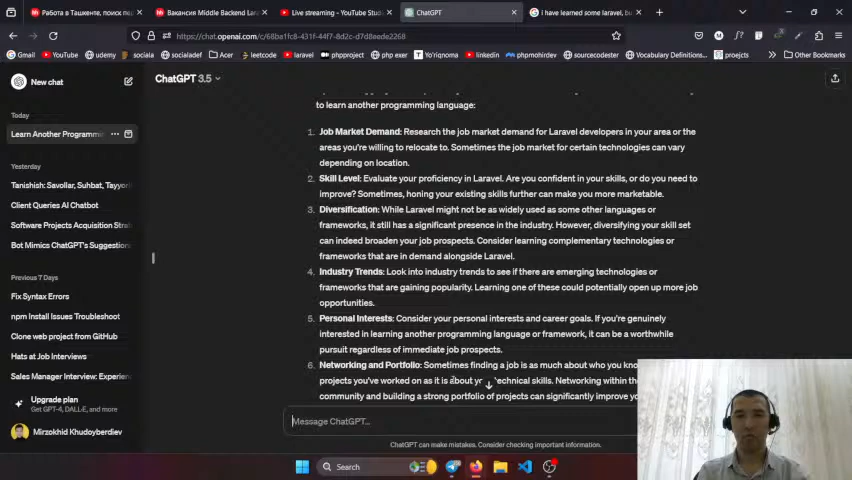 Работа в Ташкенте, поиск пе
Вакансия Middle Backend Lara
Live streaming - YouTube Studio
ChatGPT
i have learned some laravel, bu
https://chat.openai.com/c/68ba1fc8-431f-44f7-8d2c-d7d8ede2268
Gmail
YouTube
udemy
sociala
sociald
Acer
leetcode
laravel
phpproject
php exer
Yo'riqnoma
linkedin
phpmohirdev
sourcodester
Vocabulary Definitions...
proejcts
Other Bookmarks
New chat
ChatGPT 3.5
Today
Learn Another Programmin
Yesterday
Tanishish: Savollar, Suhbat, Tayyor
Client Queries AI Chatbot
Software Projects Acquisition Strat
Bot Mimics ChatGPT's Suggestion
Previous 7 Days
Fix Syntax Errors
npm Install Issues Troubleshoot
Clone web project from GitHub
Hats at Job Interviews
Sales Manager Interview: Experien
Upgrade plan
Get GPT-4, DALL-E, and more
Mirzokhid Khudoyberdiev
to learn another programming language:
1. Job Market Demand: Research the job market demand for Laravel developers in your area or the
areas you're willing to relocate to. Sometimes the job market for certain technologies can vary
depending on location.
2. Skill Level: Evaluate your proficiency in Laravel. Are you confident in your skills, or do you need to
improve? Sometimes, honing your existing skills further can make you more marketable.
3. Diversification: While Laravel might not be as widely used as some other languages or
frameworks, it still has a significant presence in the industry. However, diversifying your skill set
can indeed broaden your job prospects. Consider learning complementary technologies or
frameworks that are in demand alongside Laravel.
4. Industry Trends: Look into industry trends to see if there are emerging technologies or
frameworks that are gaining popularity. Learning one of these could potentially open up more job
opportunities.
5. Personal Interests: Consider your personal interests and career goals. If you're genuinely
interested in learning another programming language or framework, it can be a worthwhile
pursuit regardless of immediate job prospects.
6. Networking and Portfolio: Sometimes finding a job is as much about who you kno
projects you've worked on as it is about yo technical skills. Networking within the
community and building a strong portfolio of projects can significantly improve yo
Message ChatGPT...
ChatGPT can make mistakes. Consider checking important information.
Search